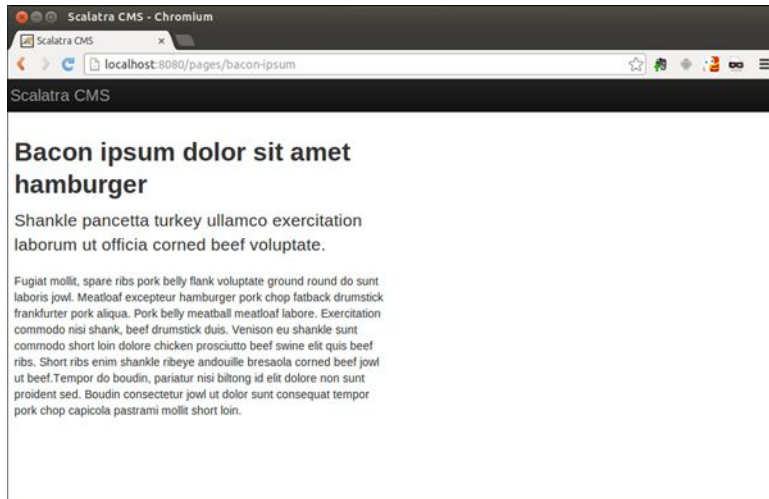 Scalatra CMS - Chromium
Scalatra CMS
localhost:8080/pages/bacon-ipsum
Scalatra CMS
Bacon ipsum dolor sit amet
hamburger
Shankle pancetta turkey ullamco exercitation
laborum ut officia corned beef voluptate.
Fugiat mollit, spare ribs pork belly flank voluptate ground round do sunt
laboris jowl. Meatloaf excepteur hamburger pork chop fatback drumstick
frankfurter pork aliqua. Pork belly meatball meatloaf labore. Exercitation
commodo nisi shank, beef drumstick duis. Venison eu shankle sunt
commodo short loin dolore chicken prosciutto beef swine elit quis beef
ribs. Short ribs enim shankle ribeye andouille bresaola corned beef jowl
ut beef.Tempor do boudin, pariatur nisi biltong id elit dolore non sunt
proident sed. Boudin consectetur jowl ut dolor sunt consequat tempor
pork chop capicola pastrami mollit short loin.